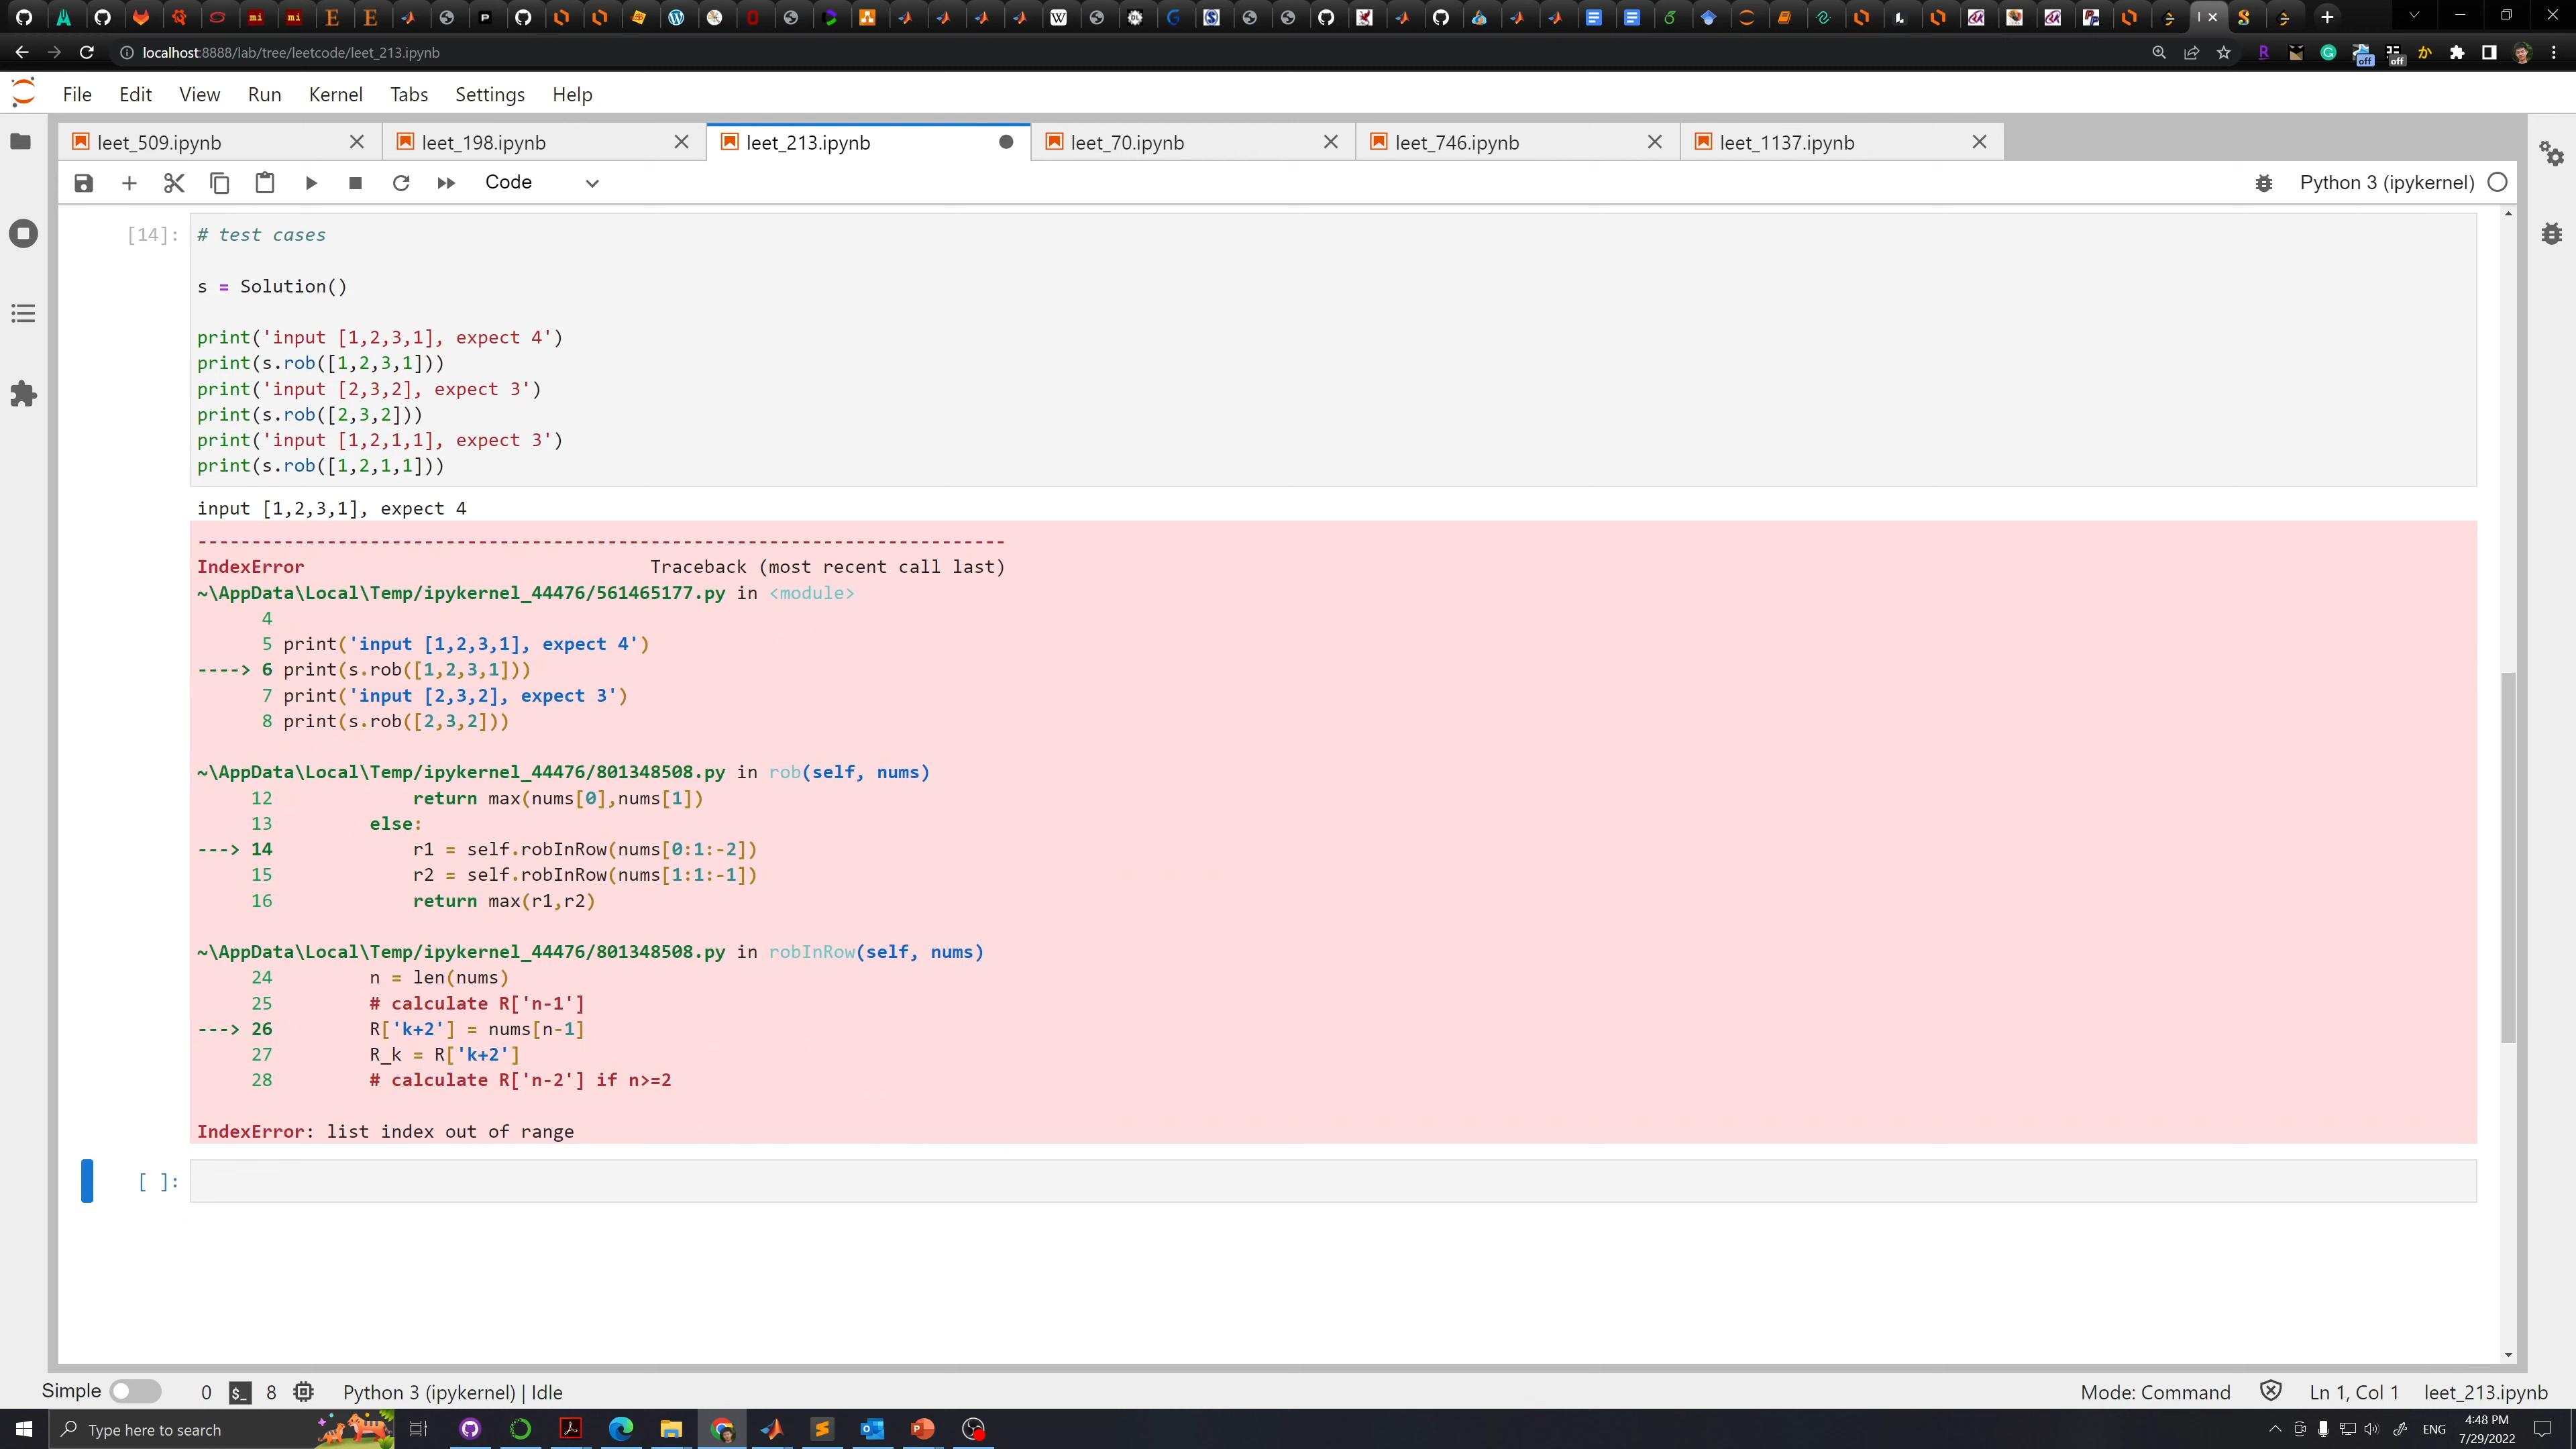 localhost:8888/lab/tree/leetcode/leet_213.ipynb
off
off
File Edit View Run Kernel Tabs Settings Help
leet_509.ipynb leet_198.ipynb leet_213.ipynb leet_70.ipynb leet_746.ipynb leet_1137.ipynb
Code Python 3 (ipykernel)
[14]: # test cases
s = Solution()
print('input [1,2,3,1], expect 4')
print(s.rob([1,2,3,1]))
print('input [2,3,2], expect 3')
print(s.rob([2,3,2]))
print('input [1,2,1,1], expect 3')
print(s.rob([1,2,1,1]))
input [1,2,3,1], expect 4
---------------------------------------------------------------------------
IndexError Traceback (most recent call last)
~\AppData\Local\Temp/ipykernel_44476/561465177.py in <module>
4
5 print('input [1,2,3,1], expect 4')
----> 6 print(s.rob([1,2,3,1]))
7 print('input [2,3,2], expect 3')
8 print(s.rob([2,3,2]))
~\AppData\Local\Temp/ipykernel_44476/801348508.py in rob(self, nums)
12 return max(nums[0],nums[1])
13 else:
---> 14 r1 = self.robInRow(nums[0:1:-2])
15 r2 = self.robInRow(nums[1:1:-1])
16 return max(r1,r2)
~\AppData\Local\Temp/ipykernel_44476/801348508.py in robInRow(self, nums)
24 n = len(nums)
25 # calculate R['n-1']
---> 26 R['k+2'] = nums[n-1]
27 R_k = R['k+2']
28 # calculate R['n-2'] if n>=2
IndexError: list index out of range
[ ]:
Simple 0 $_ 8 Python 3 (ipykernel) | Idle Mode: Command Ln 1, Col 1 leet_213.ipynb
Type here to search ENG 4:48 PM
7/29/2022